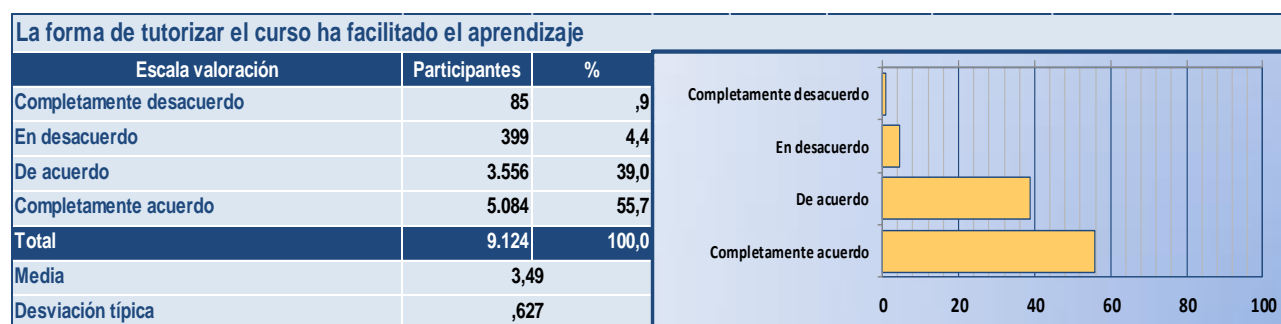 La forma de tutorizar el curso ha facilitado el aprendizaje
Escala valoración Participantes %
Completamente desacuerdo 85 ,9
En desacuerdo 399 4,4
De acuerdo 3.556 39,0
Completamente acuerdo 5.084 55,7
Total 9.124 100,0
Media 3,49
Desviación típica ,627
Completamente desacuerdo
En desacuerdo
De acuerdo
Completamente acuerdo
0 20 40 60 80 100